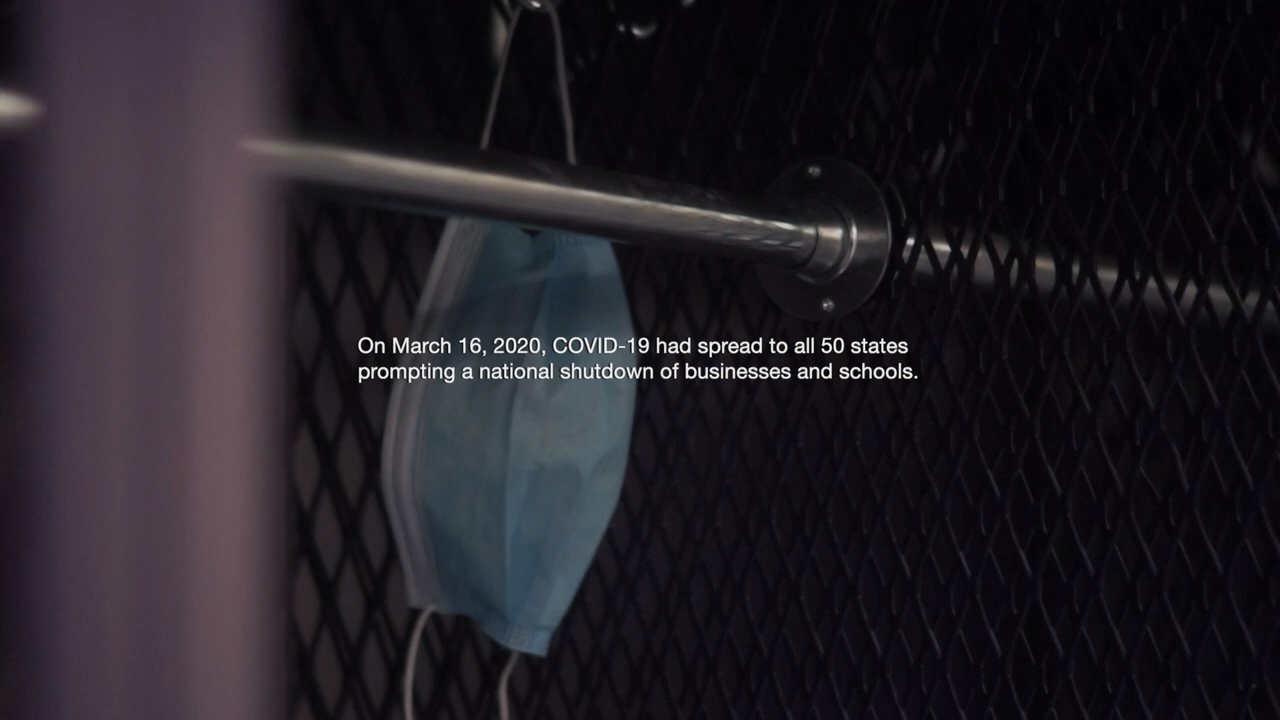 On March 16, 2020, COVID-19 had spread to all 50 states
prompting a national shutdown of businesses and schools.